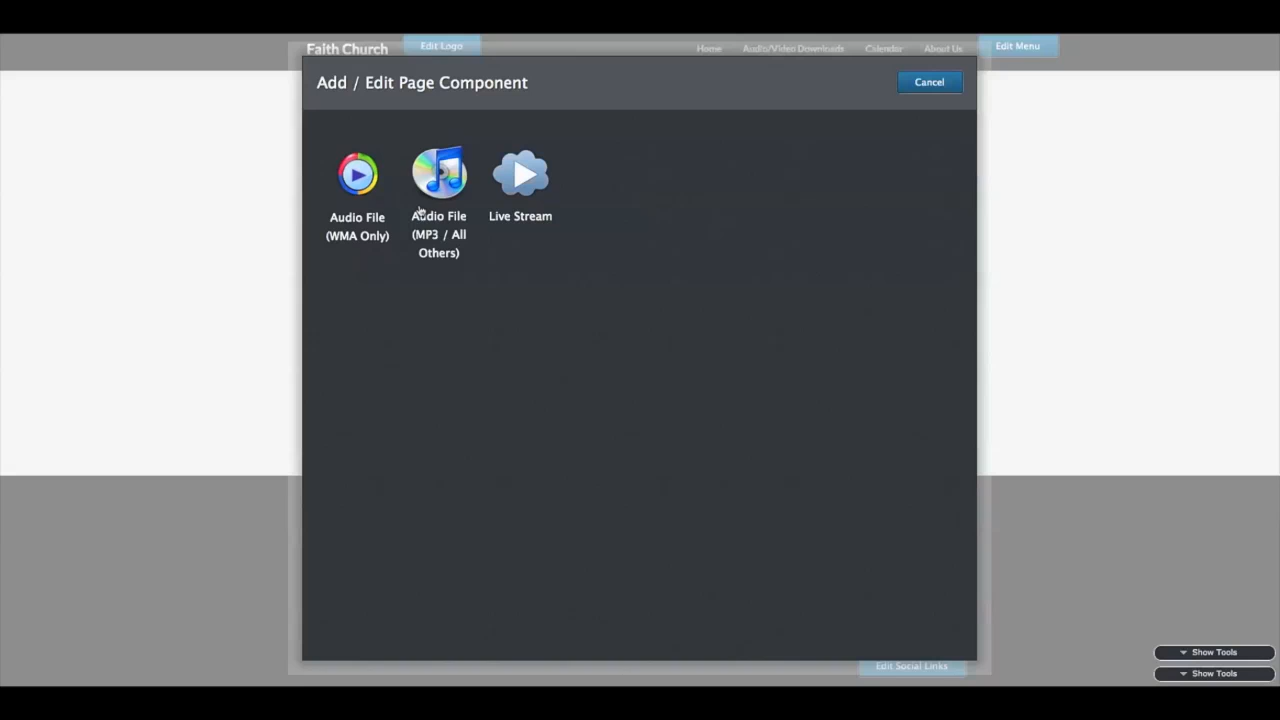 Faith Church
Edit Logo
Home
Audio/Video Downloads
Calendar
About Us
Edit Menu
Add / Edit Page Component
Cancel
Audio File
(WMA Only)
Audio File
(MP3 / All
Others)
Live Stream
Show Tools
Edit Social Links
Show Tools